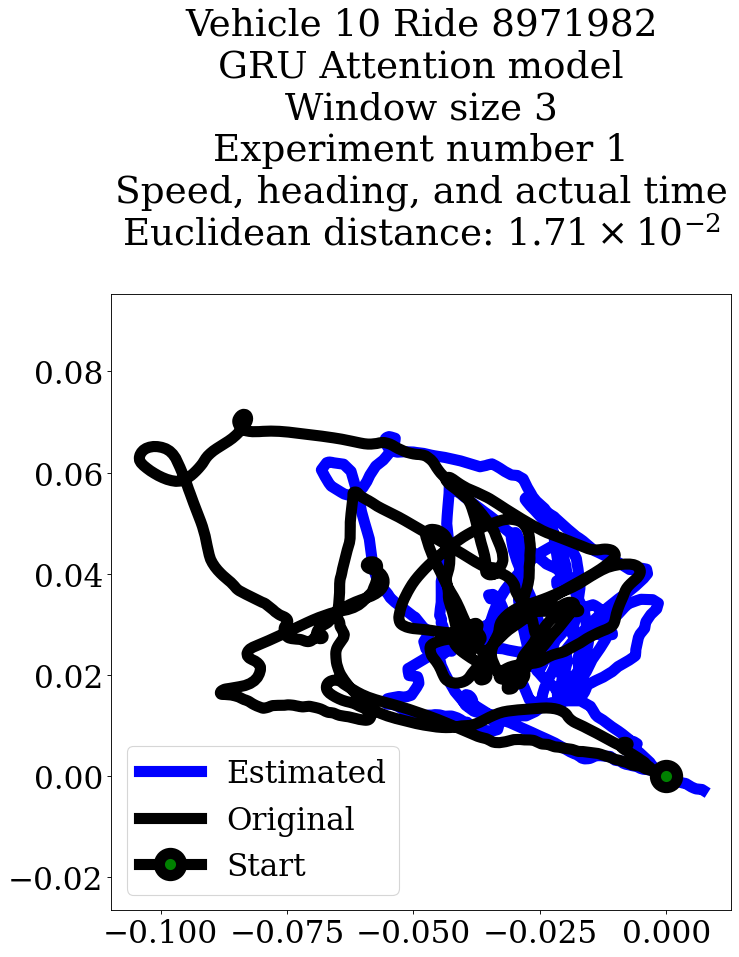 Vehicle 10 Ride 8971982
GRU Attention model
Window size 3
Experiment number 1
Speed, heading, and actual time
Euclidean distance: 1.71 × 10⁻²
0.08
0.06
0.04
0.02
0.00
−0.02
Estimated
Original
Start
−0.100 −0.075 −0.050 −0.025 0.000